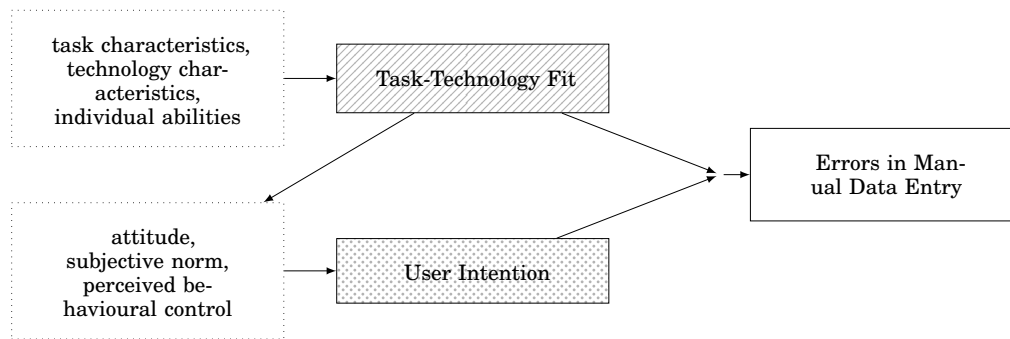 task characteristics,
technology char-
acteristics,
individual abilities
Task-Technology Fit
Errors in Man-
ual Data Entry
attitude,
subjective norm,
perceived be-
havioural control
User Intention